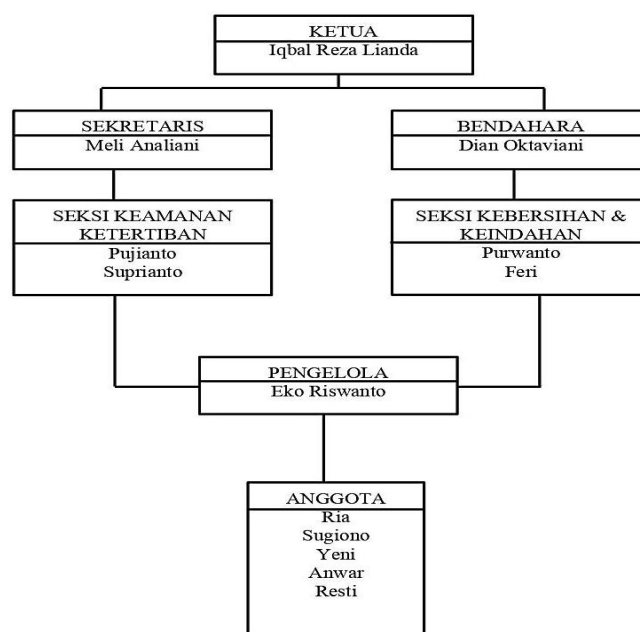 KETUA
Iqbal Reza Lianda
SEKRETARIS
Meli Analiani
BENDAHARA
Dian Oktaviani
SEKSI KEAMANAN
KETERTIBAN
Pujianto
Suprianto
SEKSI KEBERSIHAN &
KEINDAHAN
Purwanto
Feri
PENGELOLA
Eko Riswanto
ANGGOTA
Ria
Sugiono
Yeni
Anwar
Resti